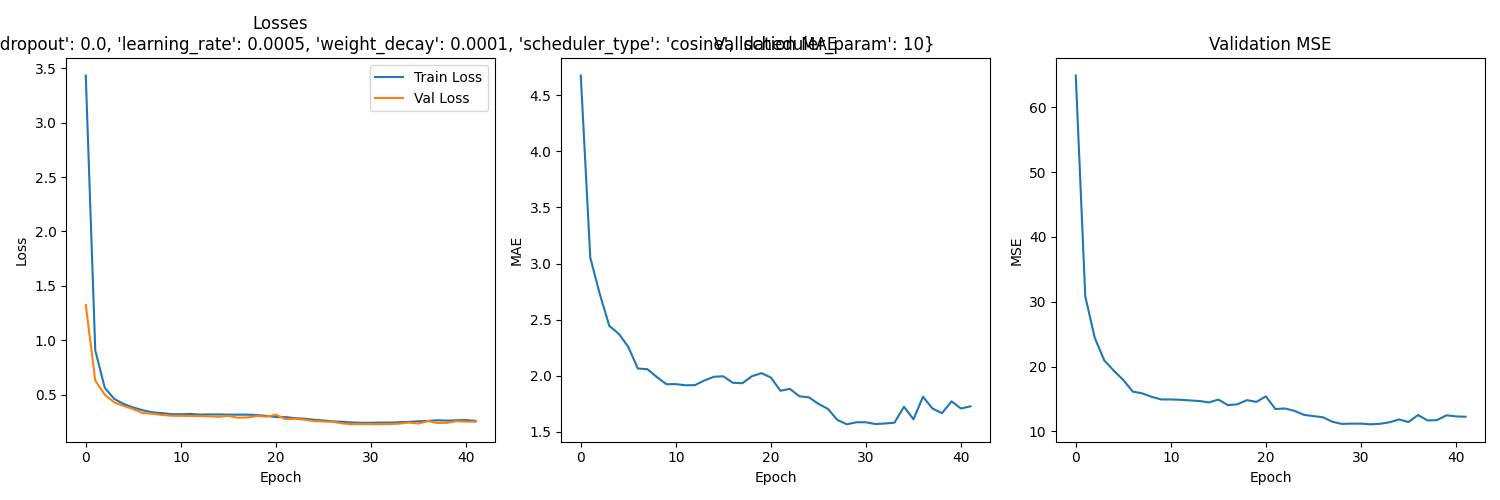 Losses
dropout': 0.0, 'learning_rate': 0.0005, 'weight_decay': 0.0001, 'scheduler_type': 'cosine', 'scheduler_param': 10}
Validation MAE
Validation MSE
3.5
3.0
2.5
2.0
1.5
1.0
0.5
Loss
Train Loss
Val Loss
0 10 20 30 40
Epoch
4.5
4.0
3.5
3.0
2.5
2.0
1.5
MAE
0 10 20 30 40
Epoch
60
50
40
30
20
10
MSE
0 10 20 30 40
Epoch